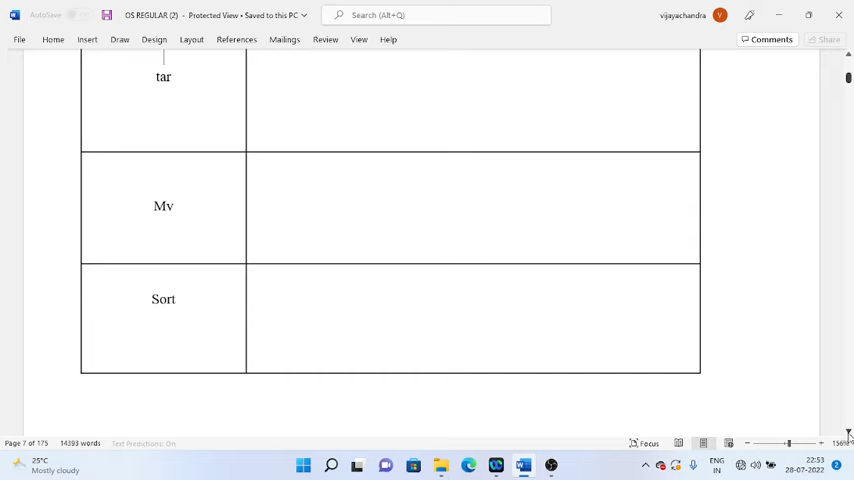 AutoSave
OS REGULAR (2) - Protected View • Saved to this PC
Search (Alt+Q)
vijayachandra
V
File Home Insert Draw Design Layout References Mailings Review View Help
Comments
Share
tar
Mv
Sort
Page 7 of 175 14393 words Text Predictions: On
Focus
156%
25°C
Mostly cloudy
ENG
IN
22:53
28-07-2022
2